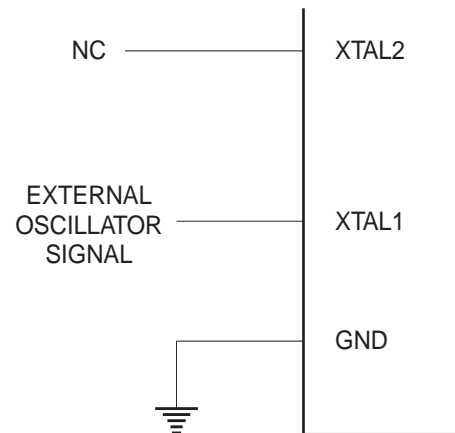 NC
XTAL2
EXTERNAL
OSCILLATOR
SIGNAL
XTAL1
GND